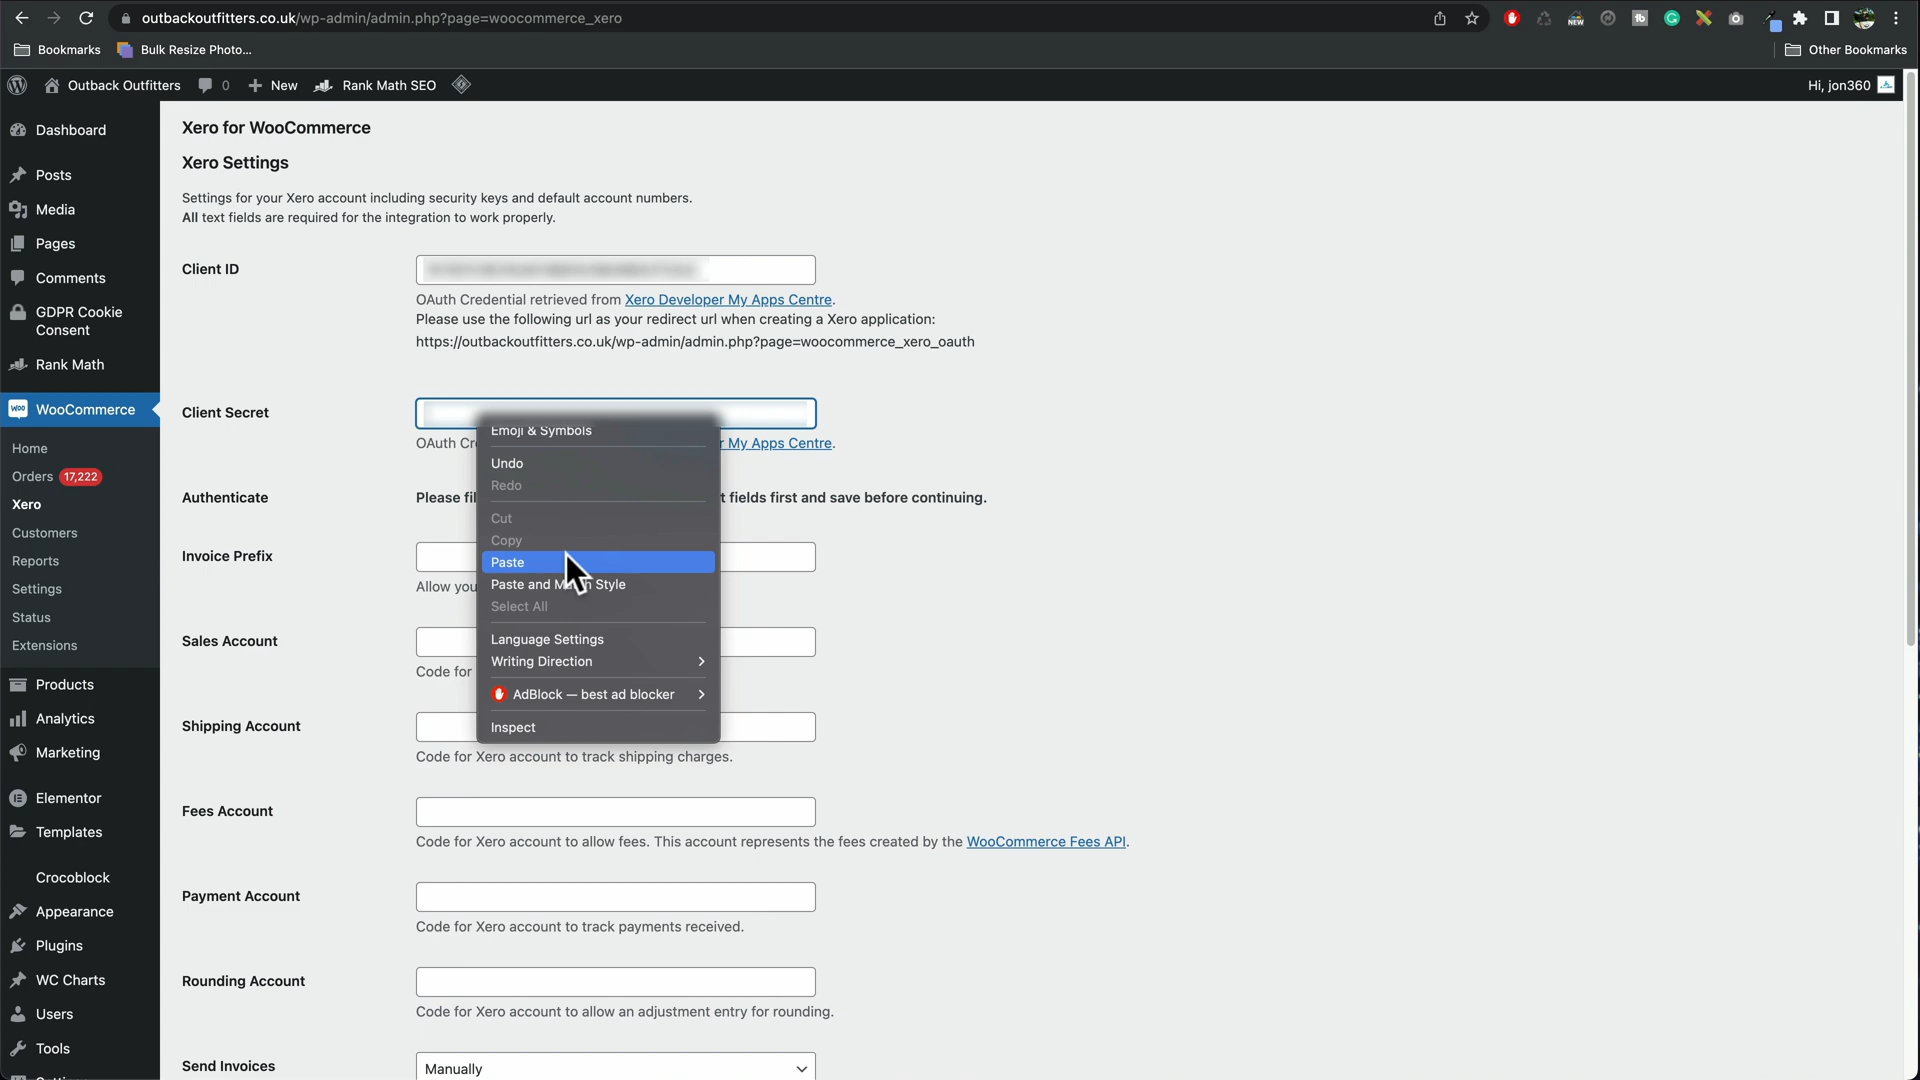 outbackoutfitters.co.uk/wp-admin/admin.php?page=woocommerce_xero
Bookmarks
Bulk Resize Photo...
Other Bookmarks
Outback Outfitters
0
New
Rank Math SEO
Hi, jon360
Dashboard
Posts
Media
Pages
Comments
GDPR Cookie
Consent
Rank Math
WooCommerce
Home
Orders 17,222
Xero
Customers
Reports
Settings
Status
Extensions
Products
Analytics
Marketing
Elementor
Templates
Crocoblock
Appearance
Plugins
WC Charts
Users
Tools
Xero for WooCommerce
Xero Settings
Settings for your Xero account including security keys and default account numbers.
All text fields are required for the integration to work properly.
Client ID
OAuth Credential retrieved from Xero Developer My Apps Centre.
Please use the following url as your redirect url when creating a Xero application:
https://outbackoutfitters.co.uk/wp-admin/admin.php?page=woocommerce_xero_oauth
Client Secret
OAuth Cr
r My Apps Centre.
Authenticate
Please fil
t fields first and save before continuing.
Invoice Prefix
Allow you
Sales Account
Code for
Shipping Account
Code for Xero account to track shipping charges.
Fees Account
Code for Xero account to allow fees. This account represents the fees created by the WooCommerce Fees API.
Payment Account
Code for Xero account to track payments received.
Rounding Account
Code for Xero account to allow an adjustment entry for rounding.
Send Invoices
Manually
Emoji & Symbols
Undo
Redo
Cut
Copy
Paste
Paste and Style
Select All
Language Settings
Writing Direction
AdBlock — best ad blocker
Inspect